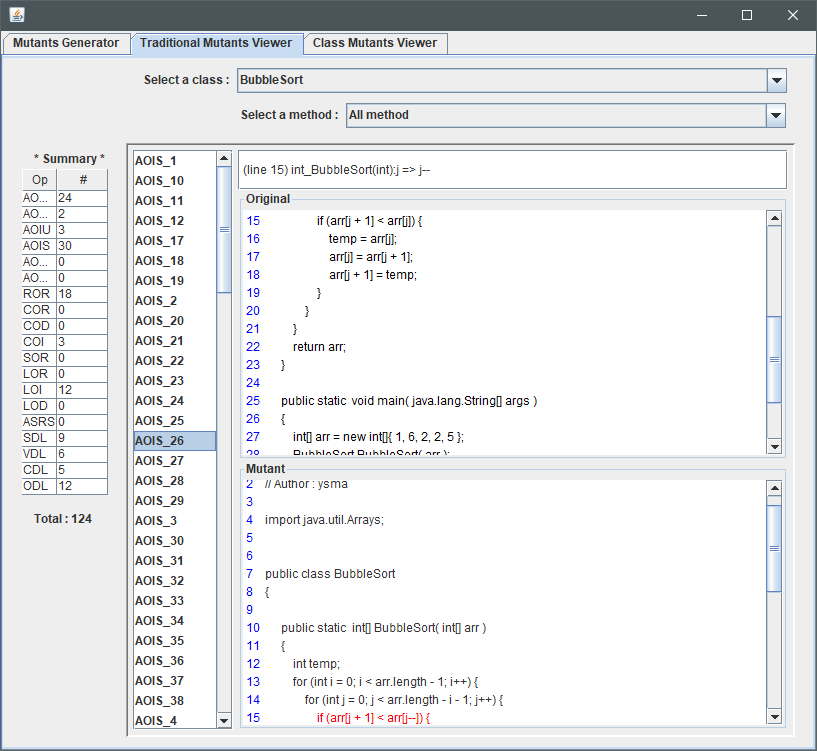 Mutants Generator Traditional Mutants Viewer Class Mutants Viewer
Select a class : BubbleSort
Select a method : All method
* Summary *
Op #
AO... 24
AO... 2
AOIU 3
AOIS 30
AO... 0
AO... 0
ROR 18
COR 0
COD 0
COI 3
SOR 0
LOR 0
LOI 12
LOD 0
ASRS 0
SDL 9
VDL 6
CDL 5
ODL 12
Total : 124
AOIS_1
AOIS_10
AOIS_11
AOIS_12
AOIS_17
AOIS_18
AOIS_19
AOIS_2
AOIS_20
AOIS_21
AOIS_22
AOIS_23
AOIS_24
AOIS_25
AOIS_26
AOIS_27
AOIS_28
AOIS_29
AOIS_3
AOIS_30
AOIS_31
AOIS_32
AOIS_33
AOIS_34
AOIS_35
AOIS_36
AOIS_37
AOIS_38
AOIS_4
(line 15) int_BubbleSort(int):j => j--
Original
15 if (arr[j + 1] < arr[j]) {
16 temp = arr[j];
17 arr[j] = arr[j + 1];
18 arr[j + 1] = temp;
19 }
20 }
21 }
22 return arr;
23 }
24
25 public static void main( java.lang.String[] args )
26 {
27 int[] arr = new int[]{ 1, 6, 2, 2, 5 };
28 BubbleSort.BubbleSort( arr );
Mutant
2 // Author : ysma
3
4 import java.util.Arrays;
5
6
7 public class BubbleSort
8 {
9
10 public static int[] BubbleSort( int[] arr )
11 {
12 int temp;
13 for (int i = 0; i < arr.length - 1; i++) {
14 for (int j = 0; j < arr.length - i - 1; j++) {
15 if (arr[j + 1] < arr[j--]) {